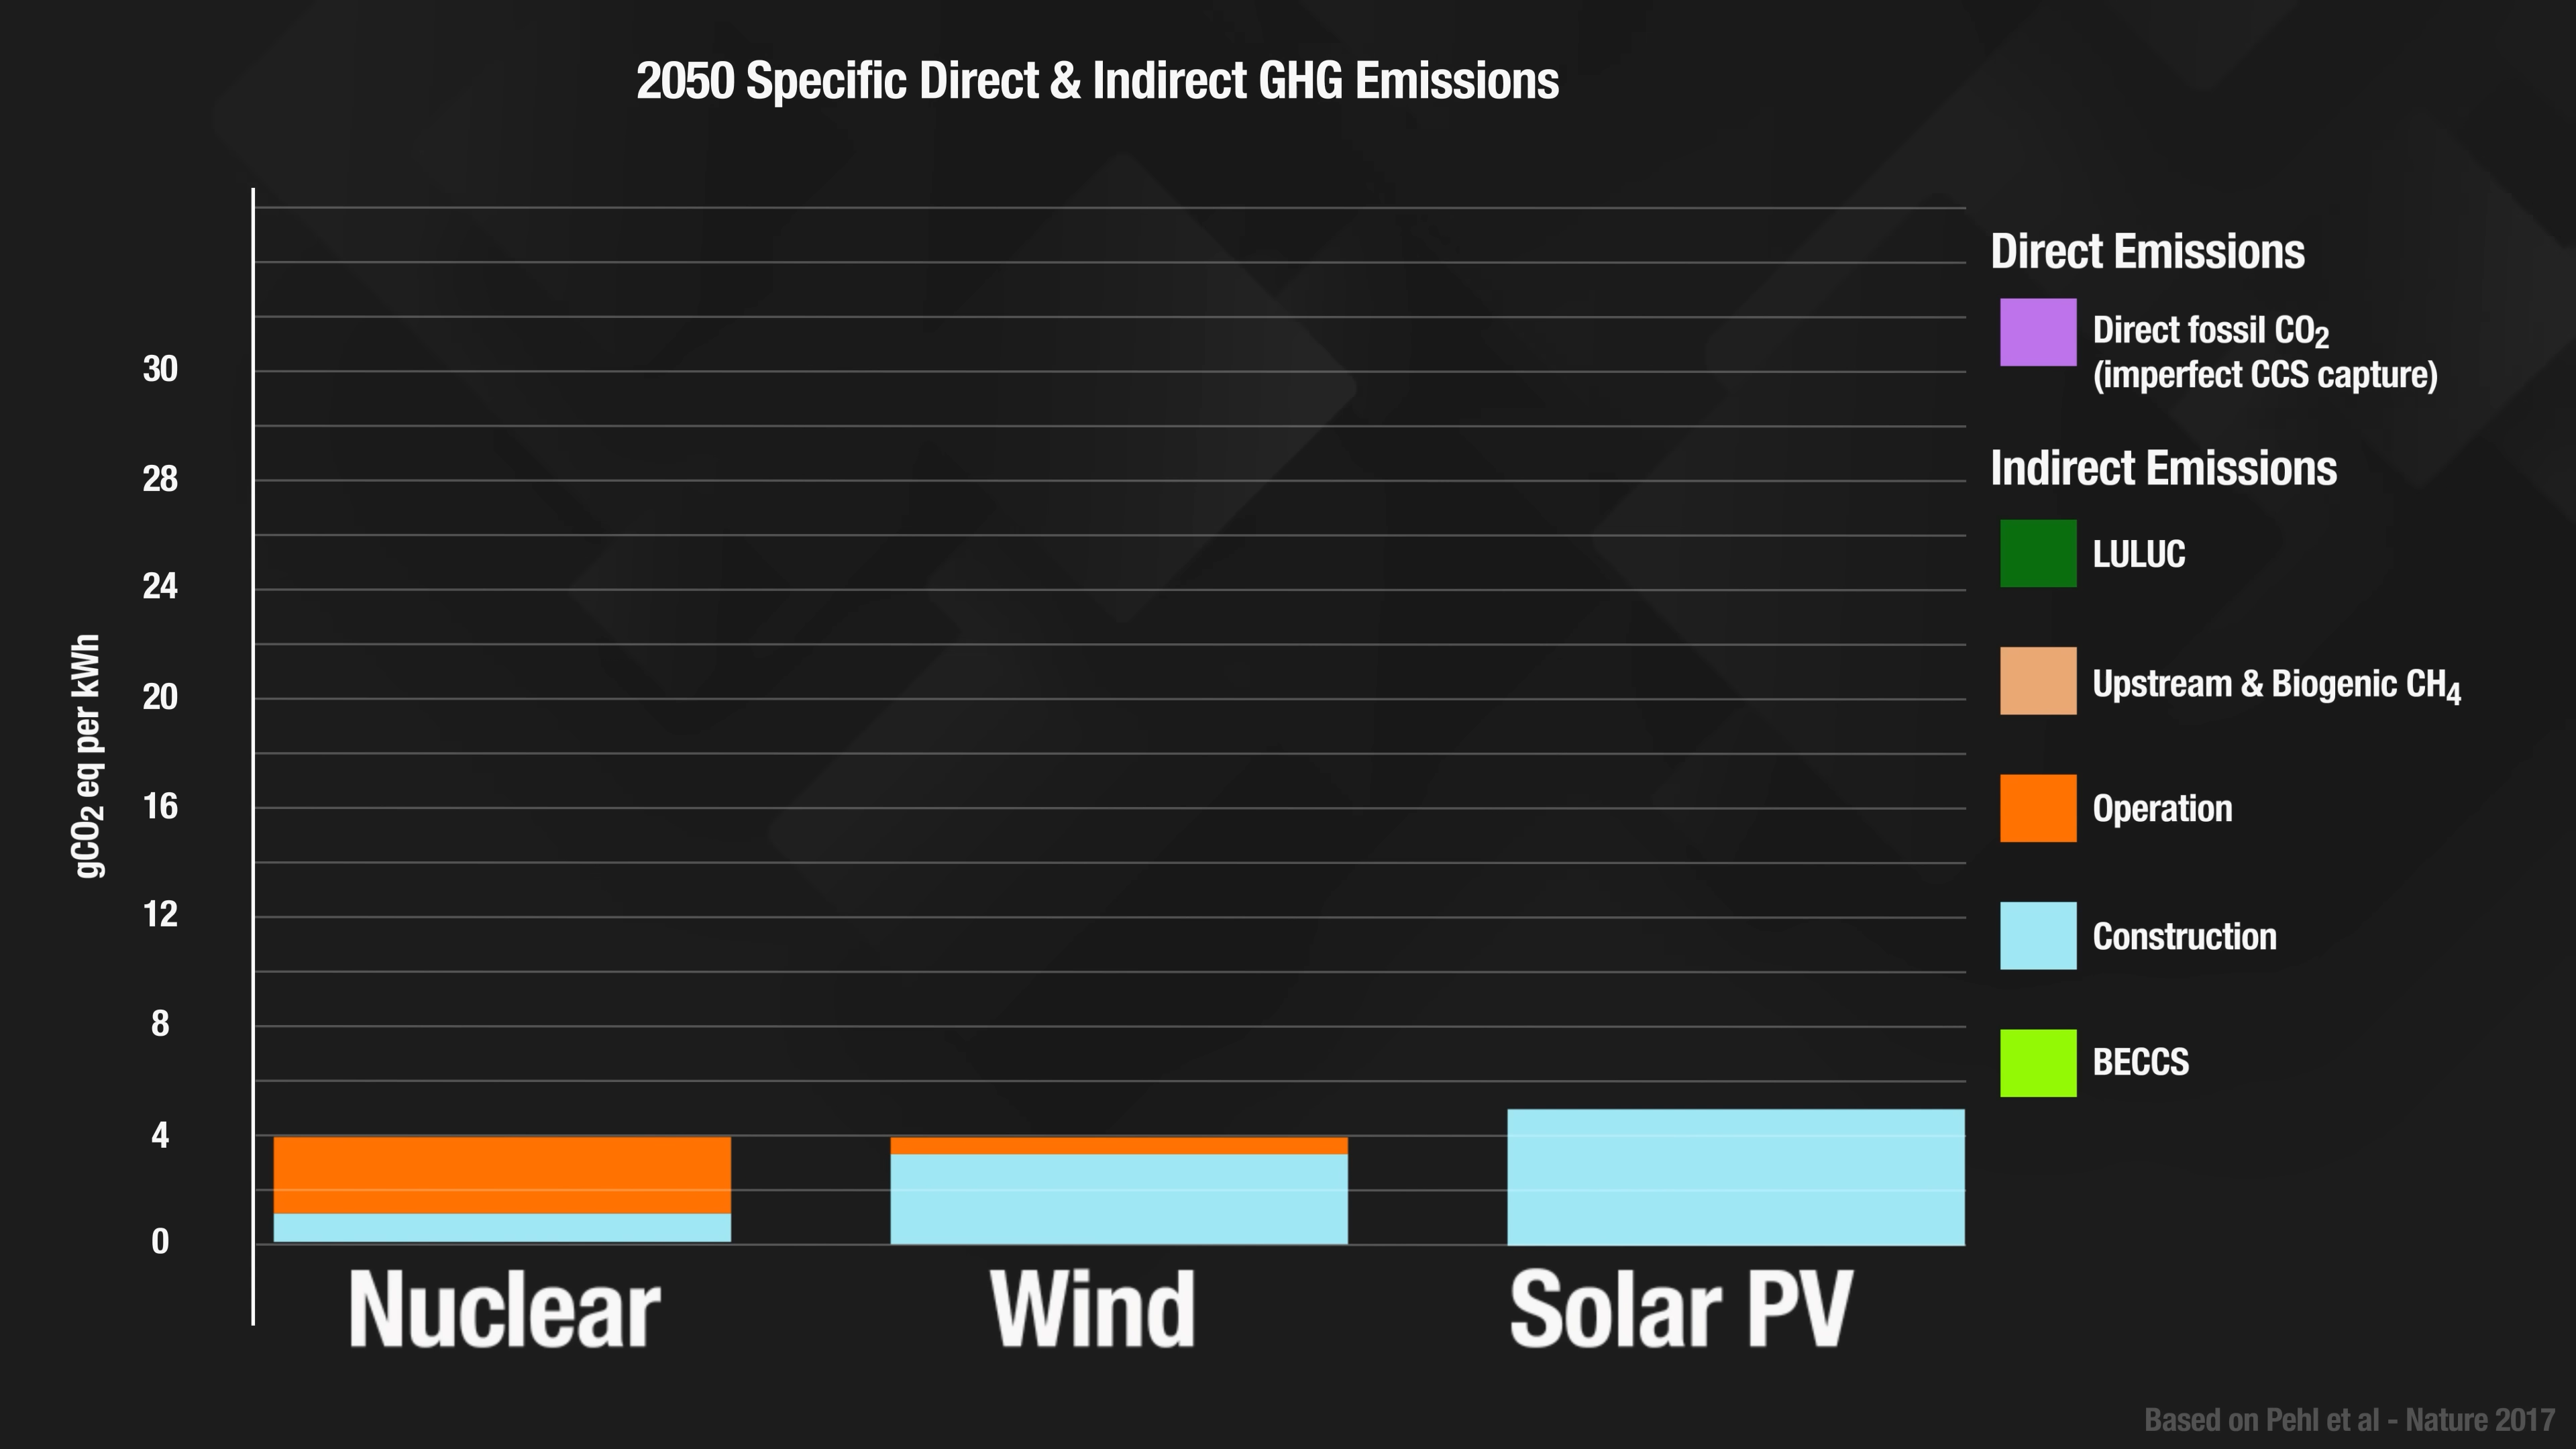 2050 Specific Direct & Indirect GHG Emissions
gCO₂ eq per kWh
30
28
24
20
16
12
8
4
0
Nuclear
Wind
Solar PV
Direct Emissions
Direct fossil CO₂
(imperfect CCS capture)
Indirect Emissions
LULUC
Upstream & Biogenic CH₄
Operation
Construction
BECCS
Based on Pehl et al - Nature 2017